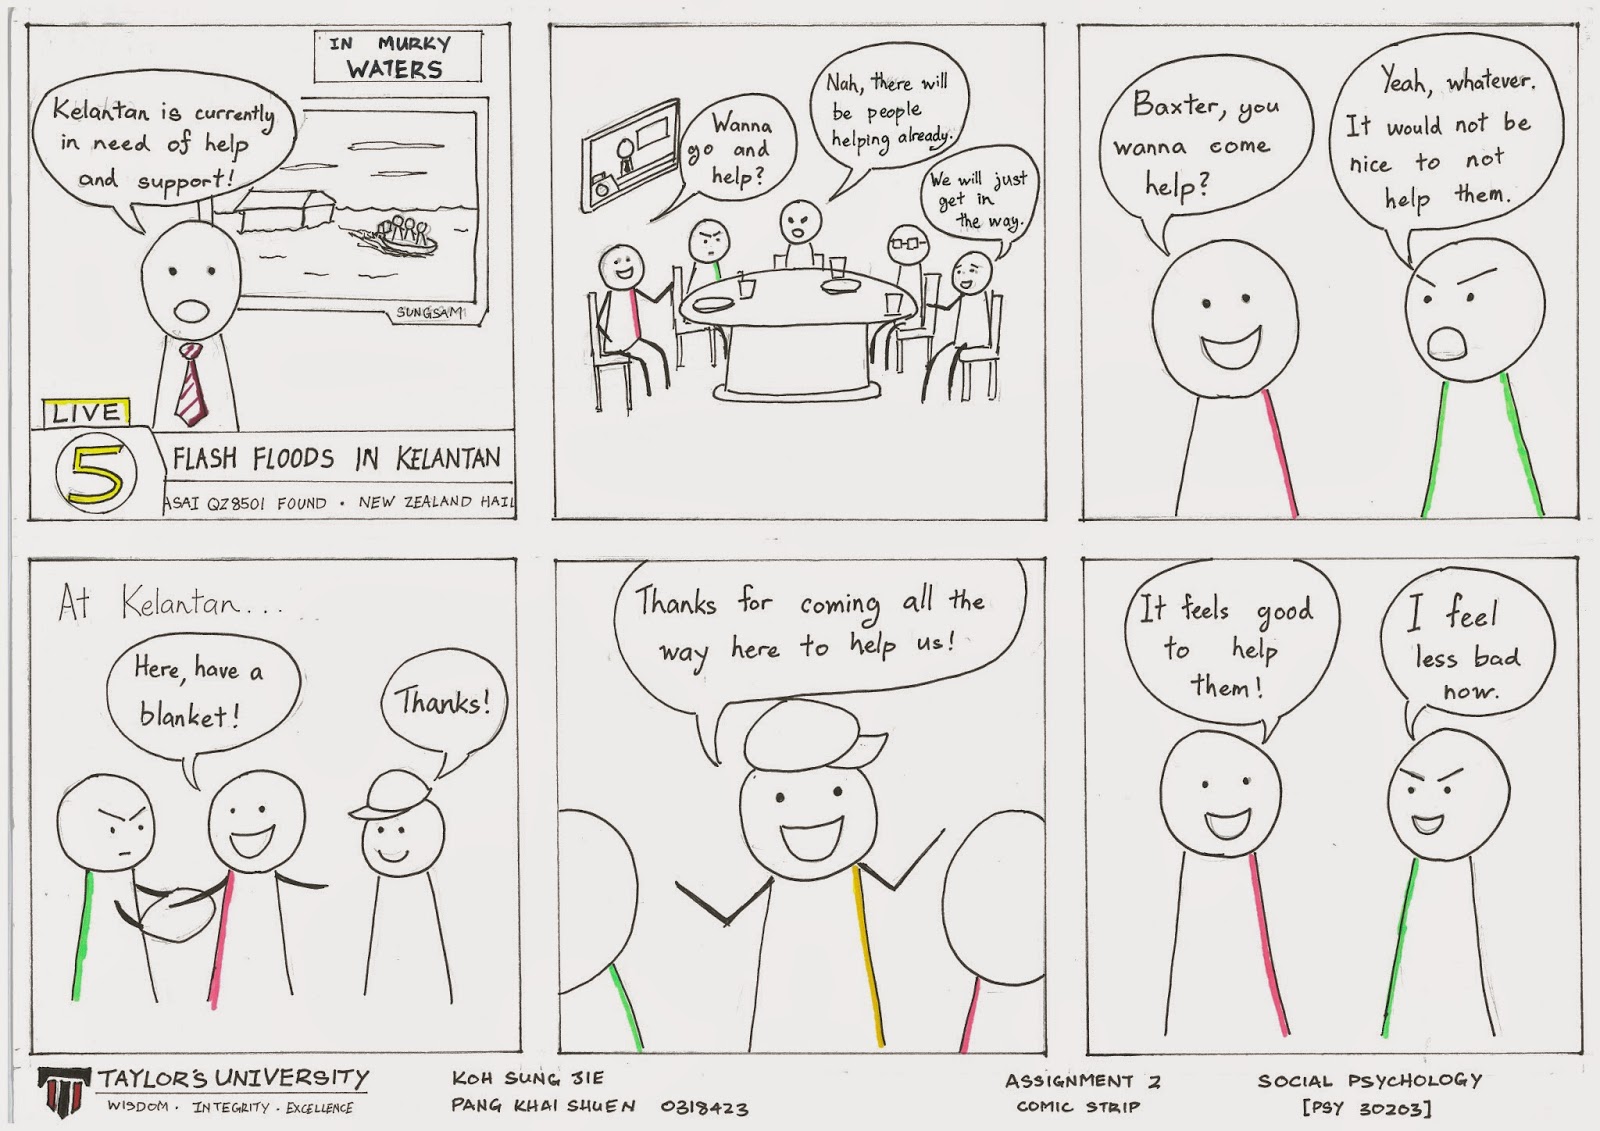 IN MURKY
WATERS
Kelantan is currently
in need of help
and support!
SUNGSAM
LIVE
5
FLASH FLOODS IN KELANTAN
ASAI QZ8501 FOUND · NEW ZEALAND HAIL
Wanna
go and
help?
Nah, there will
be people
helping already.
We will just
get in
the way.
Baxter, you
wanna come
help?
Yeah, whatever.
It would not be
nice to not
help them.
At Kelantan...
Here, have a
blanket!
Thanks!
Thanks for coming all the
way here to help us!
It feels good
to help
them!
I feel
less bad
now.
TAYLOR'S UNIVERSITY
WISDOM · INTEGRITY · EXCELLENCE
KOH SUNG JIE
PANG KHAI SHUEN 0318423
ASSIGNMENT 2
COMIC STRIP
SOCIAL PSYCHOLOGY
[PSY 30203]